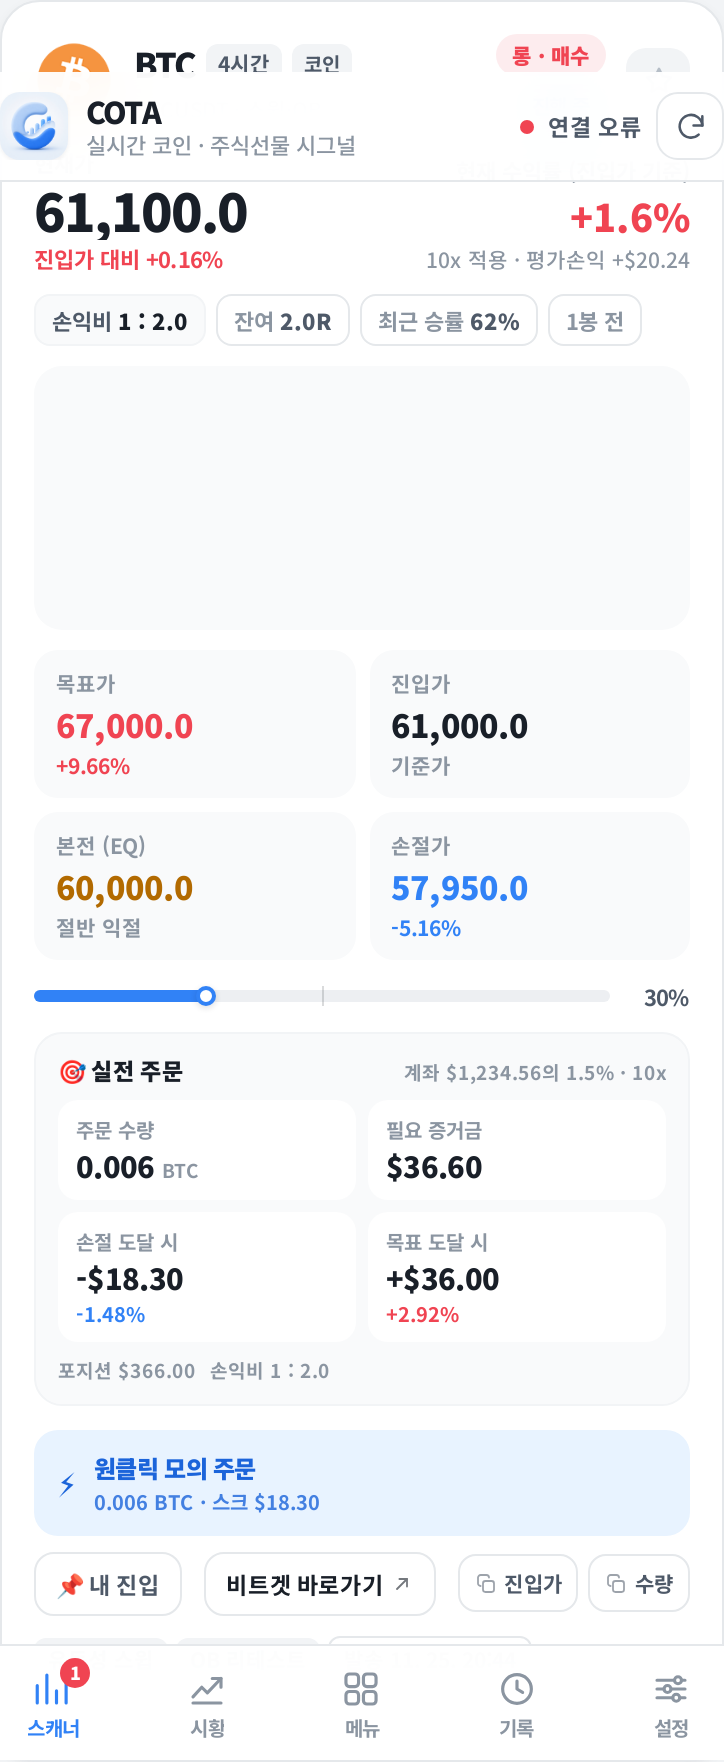 BTC 4시간 코인 롱 · 매수
COTA
실시간 코인 · 주식선물 시그널
연결 오류
61,100.0 +1.6%
진입가 대비 +0.16% 10x 적용 · 평가손익 +$20.24
손익비 1 : 2.0 잔여 2.0R 최근 승률 62% 1봉 전
목표가
67,000.0
+9.66%
진입가
61,000.0
기준가
본전 (EQ)
60,000.0
절반 익절
손절가
57,950.0
-5.16%
30%
🎯 실전 주문 계좌 $1,234.56의 1.5% · 10x
주문 수량
0.006 BTC
필요 증거금
$36.60
손절 도달 시
-$18.30
-1.48%
목표 도달 시
+$36.00
+2.92%
포지션 $366.00 손익비 1 : 2.0
⚡ 원클릭 모의 주문
0.006 BTC · 스크 $18.30
📌 내 진입 비트겟 바로가기 ↗ 진입가 수량
1
스캐너 시황 메뉴 기록 설정